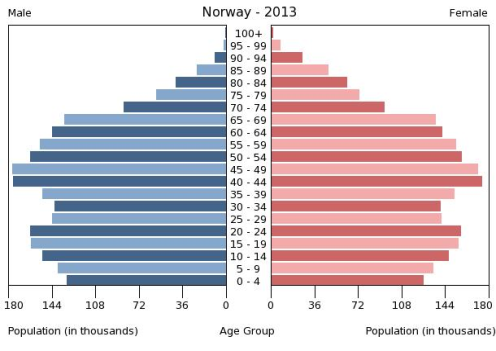 Male Norway - 2013 Female
100+
95 - 99
90 - 94
85 - 89
80 - 84
75 - 79
70 - 74
65 - 69
60 - 64
55 - 59
50 - 54
45 - 49
40 - 44
35 - 39
30 - 34
25 - 29
20 - 24
15 - 19
10 - 14
5 - 9
0 - 4
180 144 108 72 36 0 0 36 72 108 144 180
Population (in thousands) Age Group Population (in thousands)